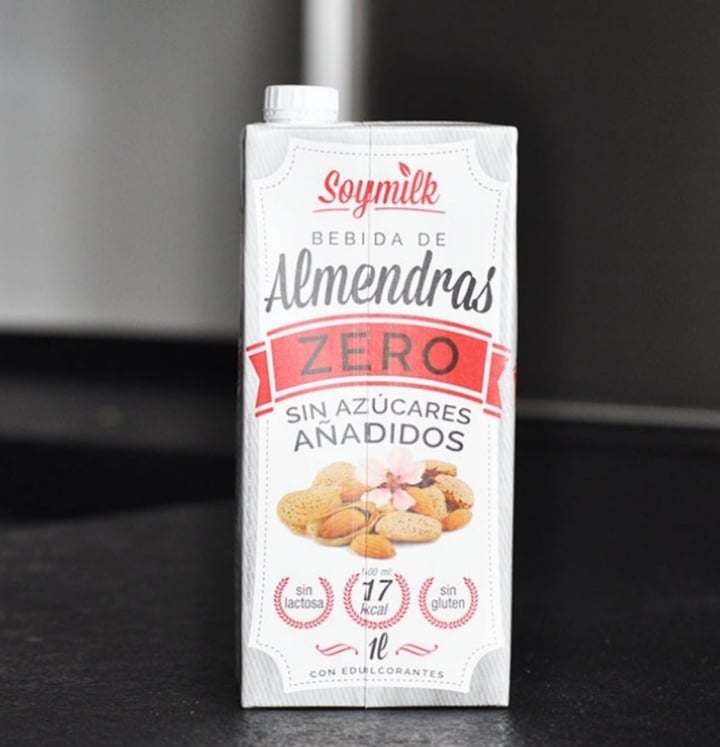 Soymilk
BEBIDA DE
Almendras
ZERO
SIN AZÚCARES
AÑADIDOS
100 ml
sin
lactosa
17
kcal
sin
gluten
1l
CON EDULCORANTES